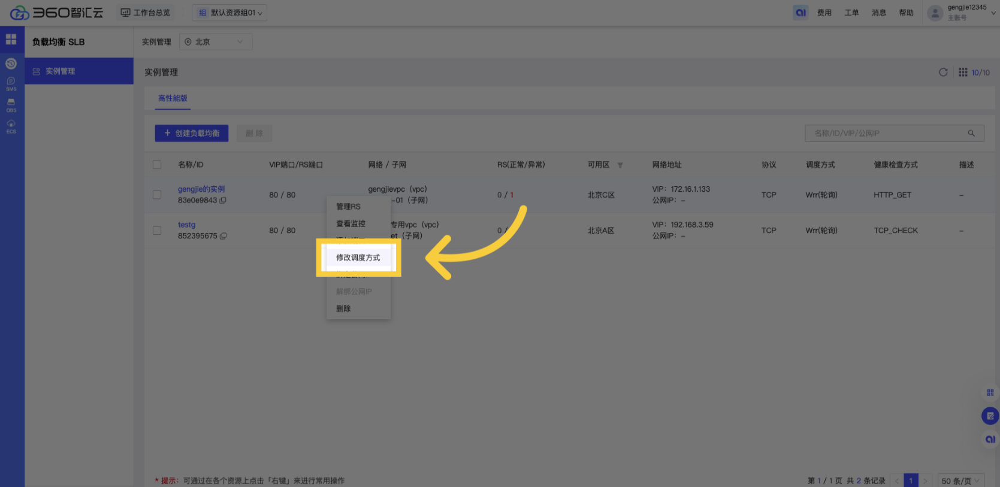 360智汇云
工作台总览
组 默认资源组01
费用
工单
消息
帮助
gengjie12345
主账号
负载均衡 SLB
实例管理
北京
实例管理
SMS
OBS
ECS
实例管理
10/10
高性能版
+ 创建负载均衡
删 除
名称/ID/VIP/公网IP
名称/ID
VIP端口/RS端口
网络 / 子网
RS(正常/异常)
可用区
网络地址
协议
调度方式
健康检查方式
描述
gengjie的实例
83e0e9843
80 / 80
gengjievpc（vpc）
-01（子网）
0 / 1
北京C区
VIP：172.16.1.133
公网IP：-
TCP
Wrr(轮询)
HTTP_GET
-
testg
852395675
80 / 80
专用vpc（vpc）
et（子网）
0 /
北京A区
VIP：192.168.3.59
公网IP：-
TCP
Wrr(轮询)
TCP_CHECK
-
管理RS
查看监控
修改调度方式
解绑公网IP
删除
* 提示：可通过在各个资源上点击「右键」来进行常用操作
第 1 / 1 页 共 2 条记录
< 1 >
50 条/页